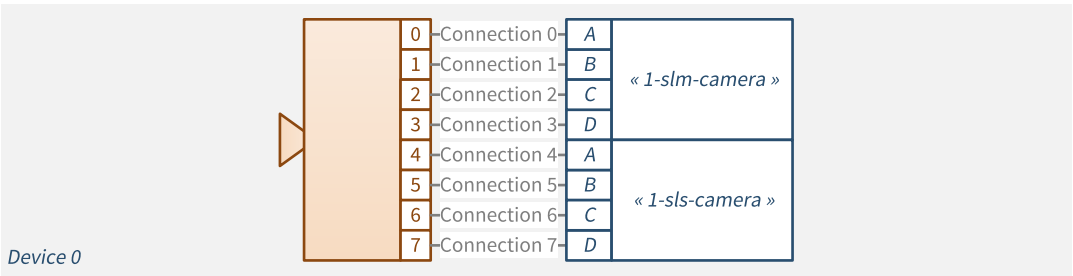 0 Connection 0 A
1 Connection 1 B
« 1-slm-camera »
2 Connection 2 C
3 Connection 3 D
4 Connection 4 A
5 Connection 5 B
« 1-sls-camera »
6 Connection 6 C
7 Connection 7 D
Device 0